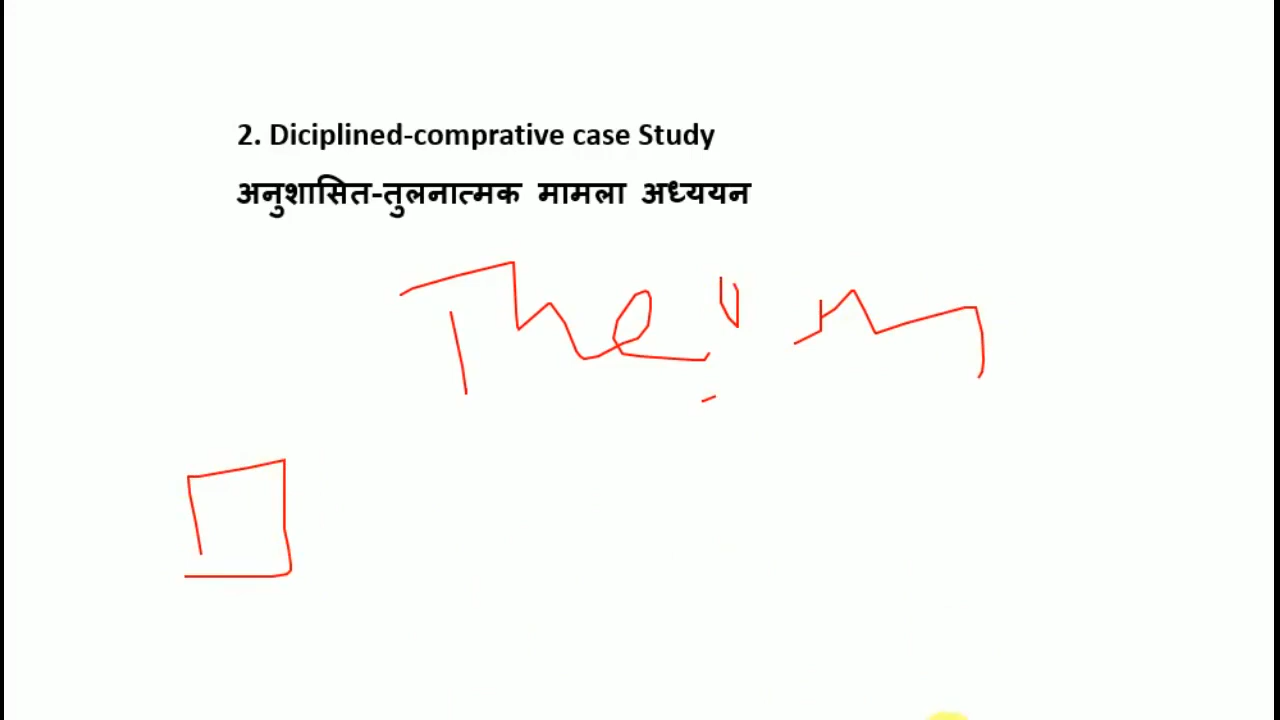 2. Diciplined-comprative case Study
अनुशासित-तुलनात्मक मामला अध्ययन